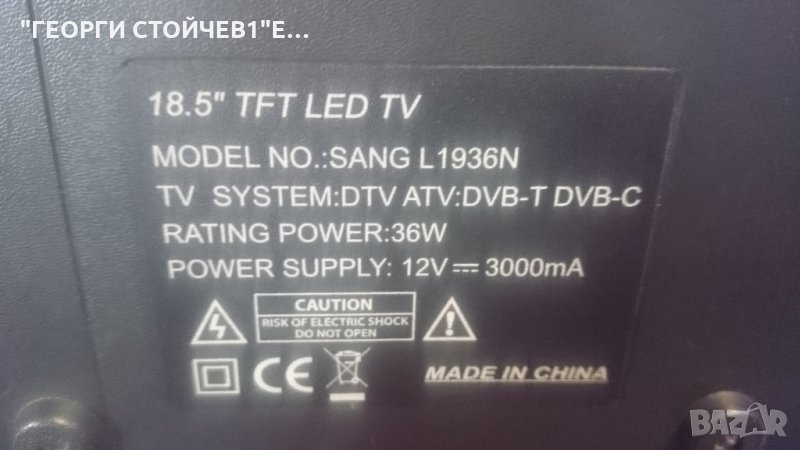 "ГЕОРГИ СТОЙЧЕВ1"Е...
18.5" TFT LED TV
MODEL NO.:SANG L1936N
TV SYSTEM:DTV ATV:DVB-T DVB-C
RATING POWER:36W
POWER SUPPLY: 12V⎓3000mA
CAUTION
RISK OF ELECTRIC SHOCK
DO NOT OPEN
CE
MADE IN CHINA
BAZAR